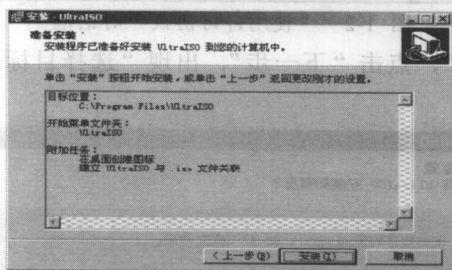 安装 - UltraISO
准备安装
安装程序已准备好安装 UltraISO 到您的计算机中。
单击“安装”按钮开始安装，或单击“上一步”返回更改刚才的设置。
目标位置：
C:\Program Files\UltraISO
开始菜单文件夹：
UltraISO
附加任务：
在桌面创建图标
建立 UltraISO 与 .iso 文件关联
< 上一步(B)
安装(I)
取消